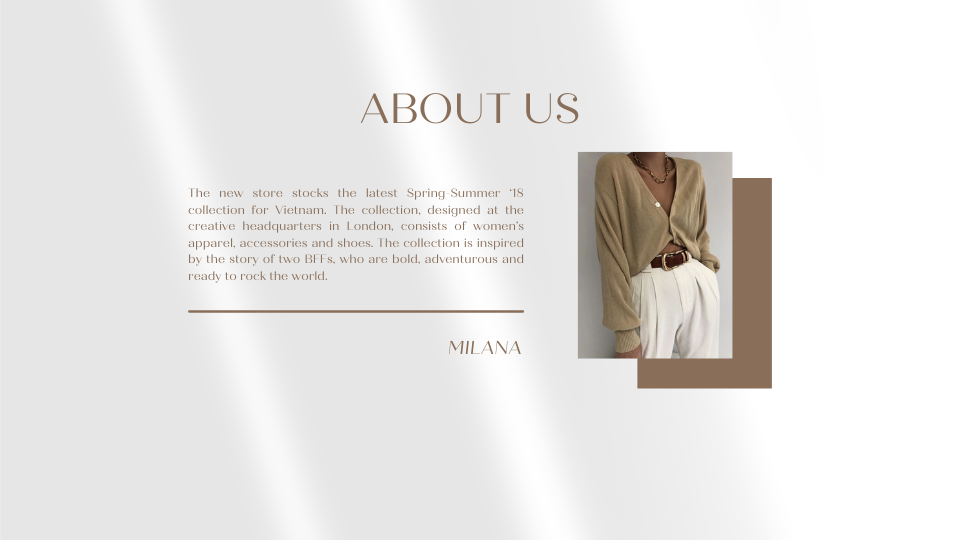 ABOUT US
The new store stocks the latest Spring-Summer ‘18
collection for Vietnam. The collection, designed at the
creative headquarters in London, consists of women's
apparel, accessories and shoes. The collection is inspired
by the story of two BFFs, who are bold, adventurous and
ready to rock the world.
MILANA